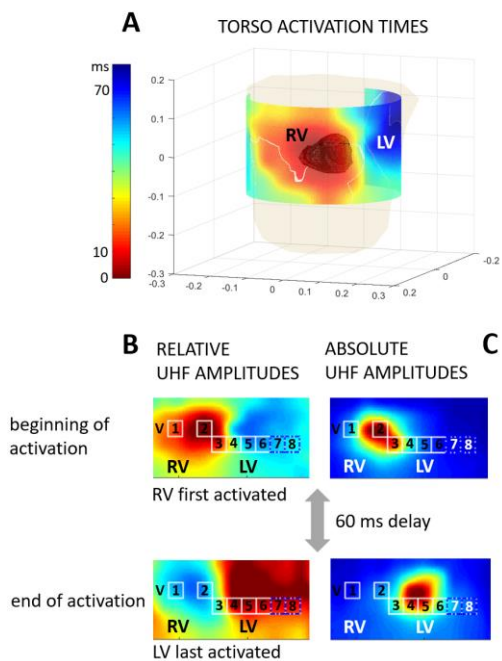 A
TORSO ACTIVATION TIMES
ms
70
10
0
0.2
0.1
0
-0.1
-0.2
-0.3
-0.3
-0.2
-0.1
0
0.1
0.2
0.3
0.2
0
-0.2
RV
LV
B
RELATIVE
UHF AMPLITUDES
ABSOLUTE
UHF AMPLITUDES
C
beginning of
activation
V 1 2
3 4 5 6 7 8
RV LV
V 1 2
3 4 5 6 7 8
RV LV
RV first activated
60 ms delay
end of activation
V 1 2
3 4 5 6 7 8
RV LV
V 1 2
3 4 5 6 7 8
RV LV
LV last activated